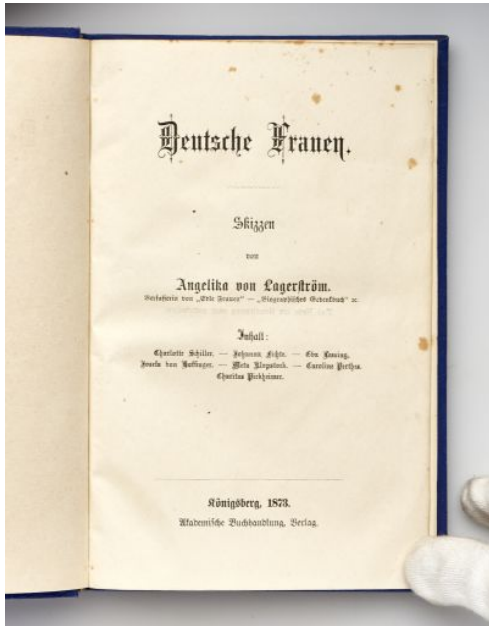 Deutsche Frauen.
Skizzen
von
Angelika von Lagerström.
Verfasserin von „Edle Frauen“ — „Biographisches Gedenkbuch“ ꝛc.
Inhalt:
Charlotte Schiller. — Johanna Fichte. — Eva Lessing.
— Meta Klopstock. — Caroline Perthes.
Charitas Pirkheimer.
Königsberg, 1873.
Akademische Buchhandlung, Verlag.